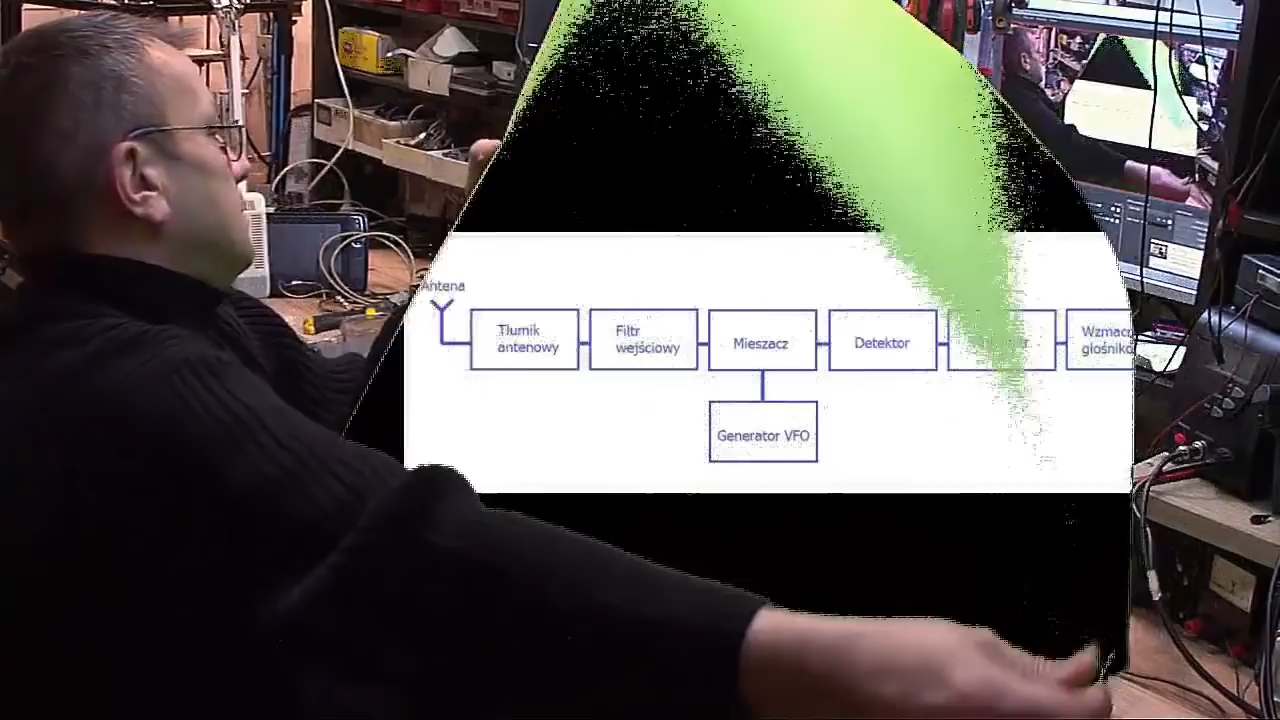 Antena
Tłumik
antenowy
Filtr
wejściowy
Mieszacz
Detektor
Generator VFO